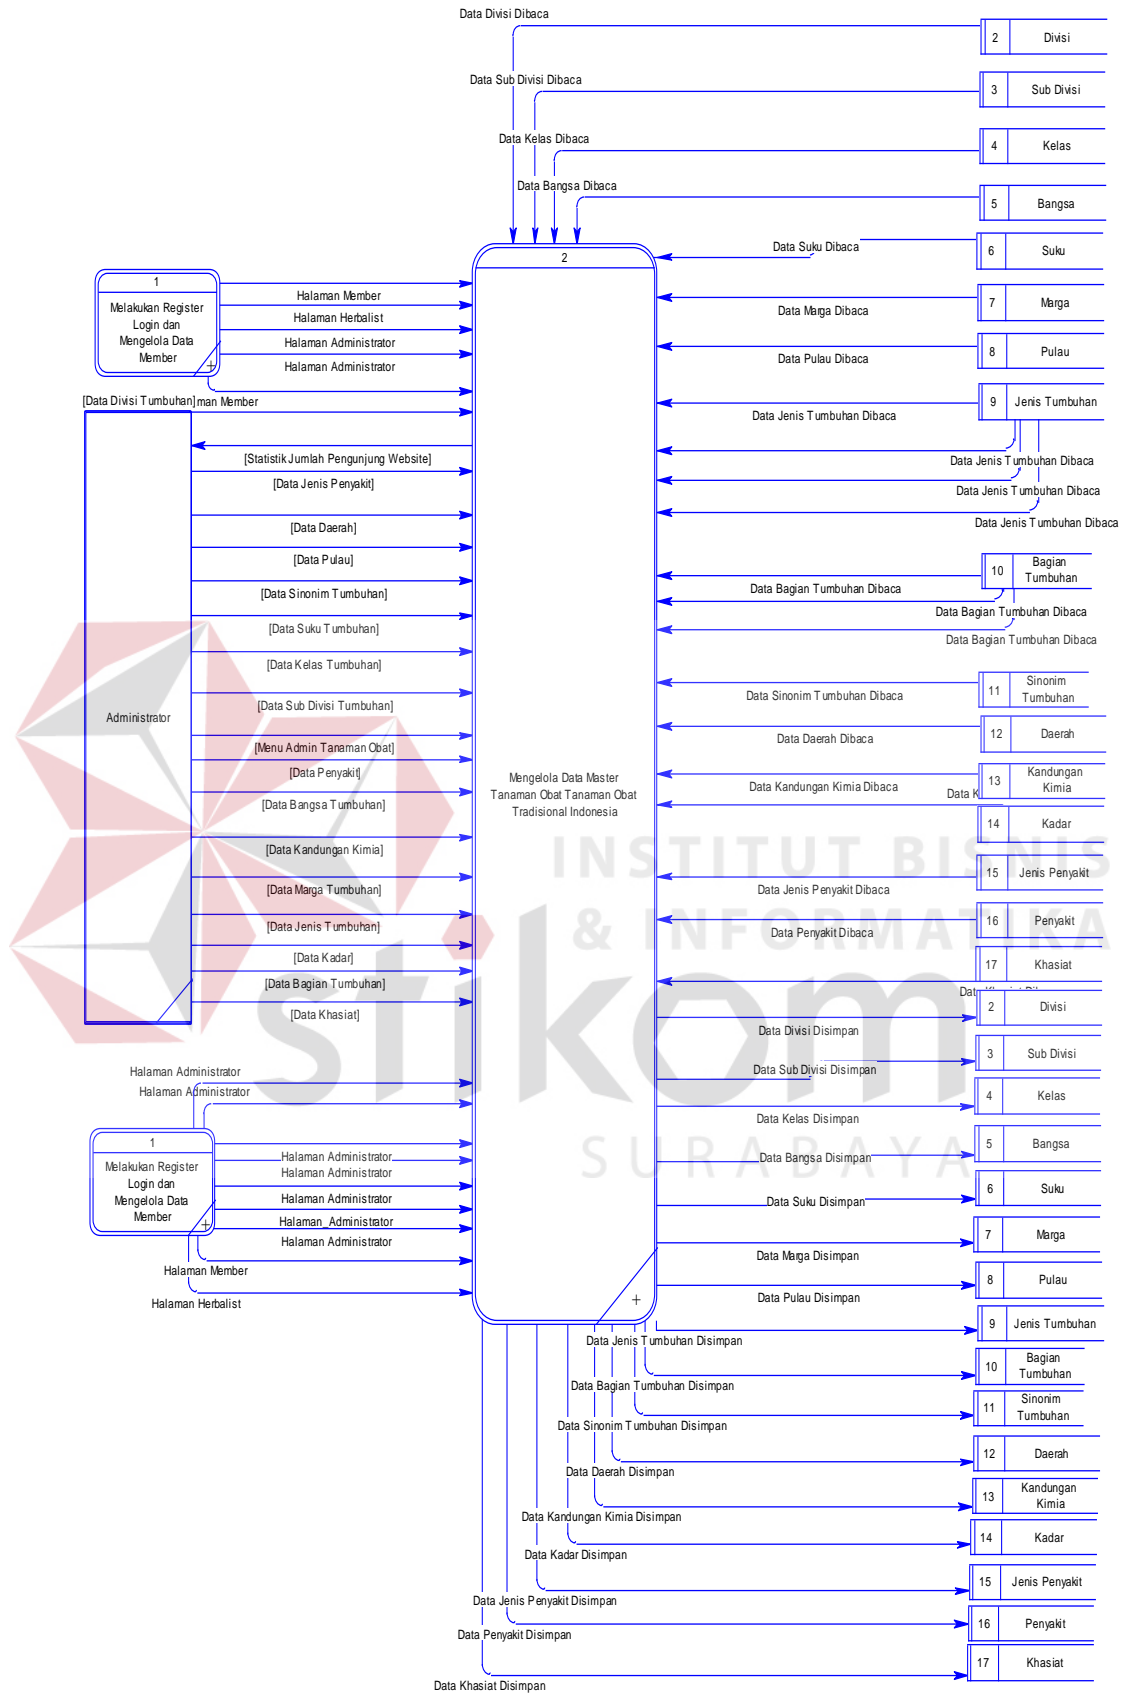 Data Divisi Dibaca
2 Divisi
Data Sub Divisi Dibaca
3 Sub Divisi
Data Kelas Dibaca
4 Kelas
Data Bangsa Dibaca
5 Bangsa
Data Suku Dibaca
6 Suku
Data Marga Dibaca
7 Marga
Data Pulau Dibaca
8 Pulau
Data Jenis Tumbuhan Dibaca
9 Jenis Tumbuhan
Data Jenis Tumbuhan Dibaca
Data Jenis Tumbuhan Dibaca
Data Jenis Tumbuhan Dibaca
10 Bagian
Tumbuhan
Data Bagian Tumbuhan Dibaca
Data Bagian Tumbuhan Dibaca
Data Bagian Tumbuhan Dibaca
11 Sinonim
Tumbuhan
Data Sinonim Tumbuhan Dibaca
12 Daerah
Data Daerah Dibaca
13 Kandungan
Kimia
Data Kandungan Kimia Dibaca
Data K
14 Kadar
15 Jenis Penyakit
Data Jenis Penyakit Dibaca
16 Penyakit
Data Penyakit Dibaca
17 Khasiat
1
Melakukan Register
Login dan
Mengelola Data
Member
+
Halaman Member
Halaman Herbalist
Halaman Administrator
Halaman Administrator
[Data Divisi Tumbuhan]man Member
Administrator
[Statistik Jumlah Pengunjung Website]
[Data Jenis Penyakit]
[Data Daerah]
[Data Pulau]
[Data Sinonim Tumbuhan]
[Data Suku Tumbuhan]
[Data Kelas Tumbuhan]
[Data Sub Divisi Tumbuhan]
[Menu Admin Tanaman Obat]
[Data Penyakit]
[Data Bangsa Tumbuhan]
[Data Kandungan Kimia]
[Data Marga Tumbuhan]
[Data Jenis Tumbuhan]
[Data Kadar]
[Data Bagian Tumbuhan]
[Data Khasiat]
2
Mengelola Data Master
Tanaman Obat Tanaman Obat
Tradisional Indonesia
+
INSTITUT BISNIS
& INFORMATIKA
stikom
SURABAYA
Halaman Administrator
Halaman Administrator
1
Melakukan Register
Login dan
Mengelola Data
Member
+
Halaman Administrator
Halaman Administrator
Halaman Administrator
Halaman_Administrator
Halaman Administrator
Halaman Member
Halaman Herbalist
2 Divisi
Data Divisi Disimpan
3 Sub Divisi
Data Sub Divisi Disimpan
4 Kelas
Data Kelas Disimpan
5 Bangsa
Data Bangsa Disimpan
6 Suku
Data Suku Disimpan
7 Marga
Data Marga Disimpan
8 Pulau
Data Pulau Disimpan
9 Jenis Tumbuhan
Data Jenis Tumbuhan Disimpan
10 Bagian
Tumbuhan
Data Bagian Tumbuhan Disimpan
11 Sinonim
Tumbuhan
Data Sinonim Tumbuhan Disimpan
12 Daerah
Data Daerah Disimpan
13 Kandungan
Kimia
Data Kandungan Kimia Disimpan
14 Kadar
Data Kadar Disimpan
15 Jenis Penyakit
Data Jenis Penyakit Disimpan
16 Penyakit
Data Penyakit Disimpan
17 Khasiat
Data Khasiat Disimpan